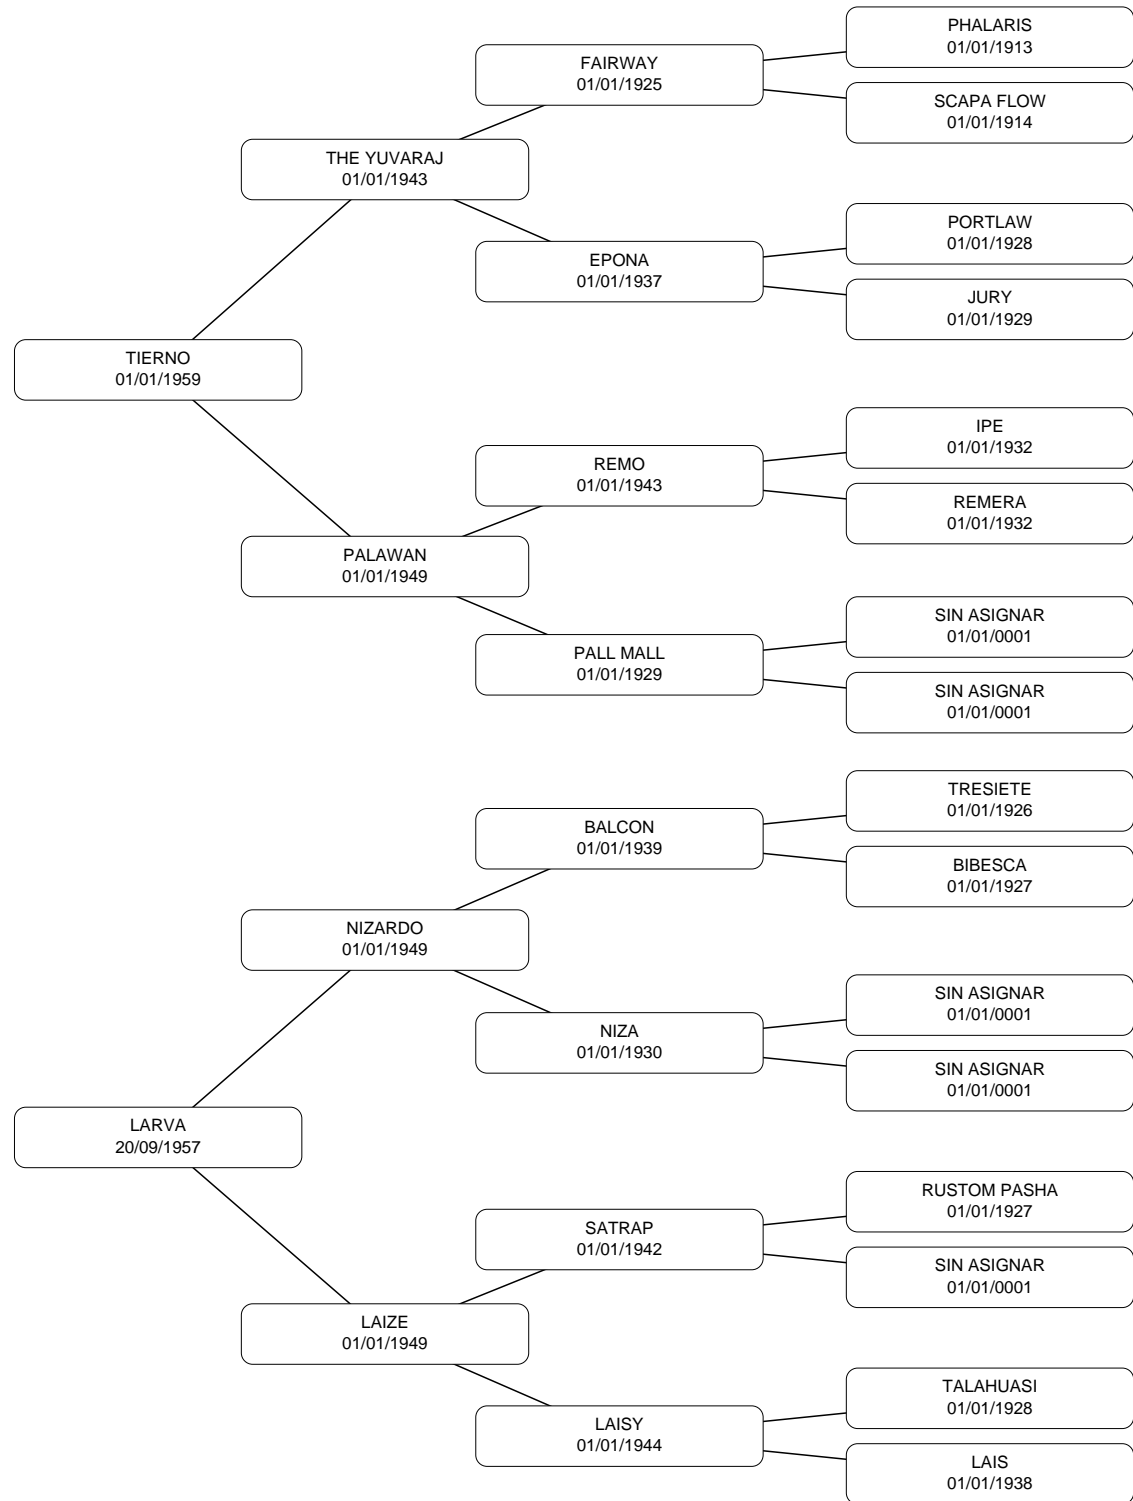 PHALARIS
01/01/1913
FAIRWAY
01/01/1925
SCAPA FLOW
01/01/1914
THE YUVARAJ
01/01/1943
PORTLAW
01/01/1928
EPONA
01/01/1937
JURY
01/01/1929
TIERNO
01/01/1959
IPE
01/01/1932
REMO
01/01/1943
REMERA
01/01/1932
PALAWAN
01/01/1949
SIN ASIGNAR
01/01/0001
PALL MALL
01/01/1929
SIN ASIGNAR
01/01/0001
TRESIETE
01/01/1926
BALCON
01/01/1939
BIBESCA
01/01/1927
NIZARDO
01/01/1949
SIN ASIGNAR
01/01/0001
NIZA
01/01/1930
SIN ASIGNAR
01/01/0001
LARVA
20/09/1957
RUSTOM PASHA
01/01/1927
SATRAP
01/01/1942
SIN ASIGNAR
01/01/0001
LAIZE
01/01/1949
TALAHUASI
01/01/1928
LAISY
01/01/1944
LAIS
01/01/1938